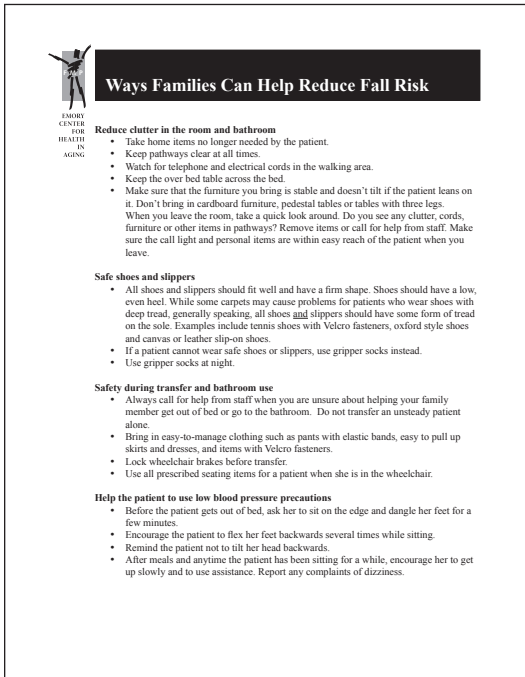 FMP
Ways Families Can Help Reduce Fall Risk
EMORY
CENTER
FOR
HEALTH
IN
AGING
Reduce clutter in the room and bathroom
• Take home items no longer needed by the patient.
• Keep pathways clear at all times.
• Watch for telephone and electrical cords in the walking area.
• Keep the over bed table across the bed.
• Make sure that the furniture you bring is stable and doesn't tilt if the patient leans on
it. Don't bring in cardboard furniture, pedestal tables or tables with three legs.
When you leave the room, take a quick look around. Do you see any clutter, cords,
furniture or other items in pathways? Remove items or call for help from staff. Make
sure the call light and personal items are within easy reach of the patient when you
leave.
Safe shoes and slippers
• All shoes and slippers should fit well and have a firm shape. Shoes should have a low,
even heel. While some carpets may cause problems for patients who wear shoes with
deep tread, generally speaking, all shoes and slippers should have some form of tread
on the sole. Examples include tennis shoes with Velcro fasteners, oxford style shoes
and canvas or leather slip-on shoes.
• If a patient cannot wear safe shoes or slippers, use gripper socks instead.
• Use gripper socks at night.
Safety during transfer and bathroom use
• Always call for help from staff when you are unsure about helping your family
member get out of bed or go to the bathroom. Do not transfer an unsteady patient
alone.
• Bring in easy-to-manage clothing such as pants with elastic bands, easy to pull up
skirts and dresses, and items with Velcro fasteners.
• Lock wheelchair brakes before transfer.
• Use all prescribed seating items for a patient when she is in the wheelchair.
Help the patient to use low blood pressure precautions
• Before the patient gets out of bed, ask her to sit on the edge and dangle her feet for a
few minutes.
• Encourage the patient to flex her feet backwards several times while sitting.
• Remind the patient not to tilt her head backwards.
• After meals and anytime the patient has been sitting for a while, encourage her to get
up slowly and to use assistance. Report any complaints of dizziness.